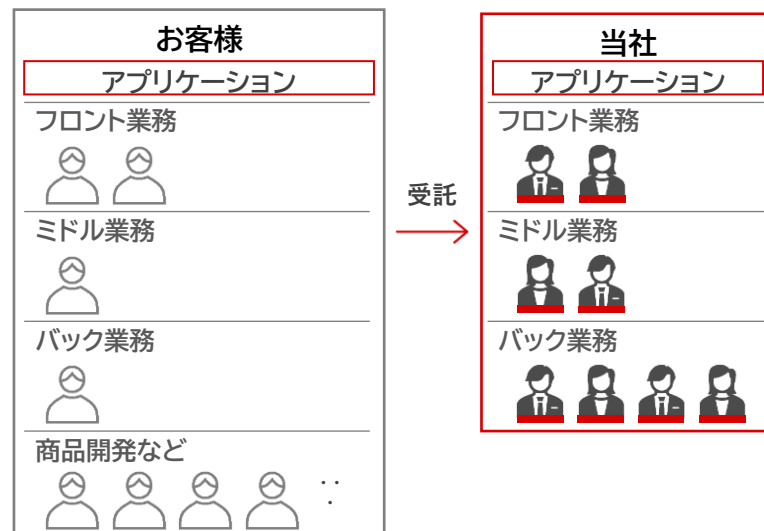 お客様
アプリケーション
フロント業務
ミドル業務
バック業務
商品開発など
受託
当社
アプリケーション
フロント業務
ミドル業務
バック業務